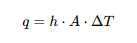 q = h · A · ΔT